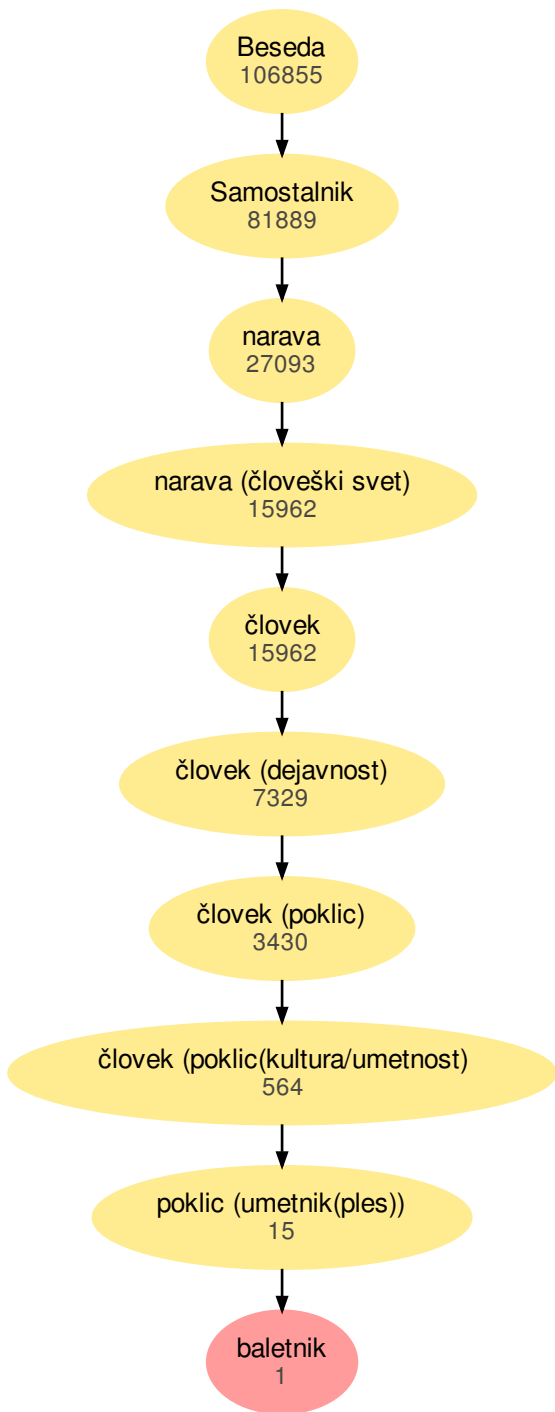 Beseda
106855
Samostalnik
81889
narava
27093
narava (človeški svet)
15962
človek
15962
človek (dejavnost)
7329
človek (poklic)
3430
človek (poklic(kultura/umetnost)
564
poklic (umetnik(ples))
15
baletnik
1